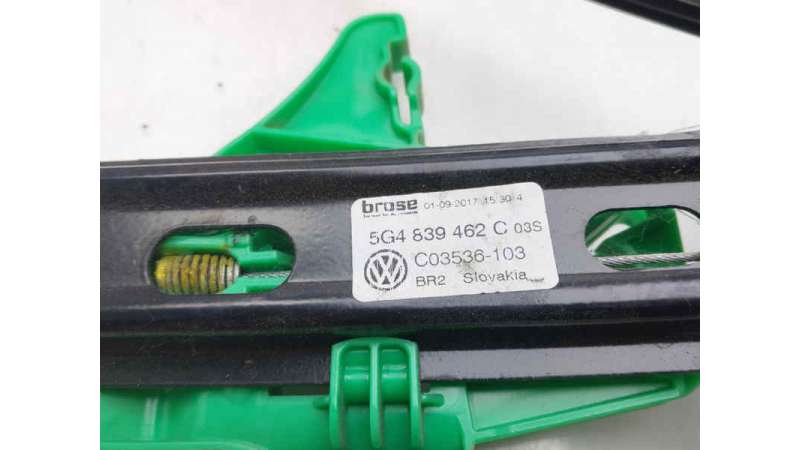 brose 01-09-2017 15:30 4
5G4 839 462 C 03S
C03536-103
BR2 Slovakia